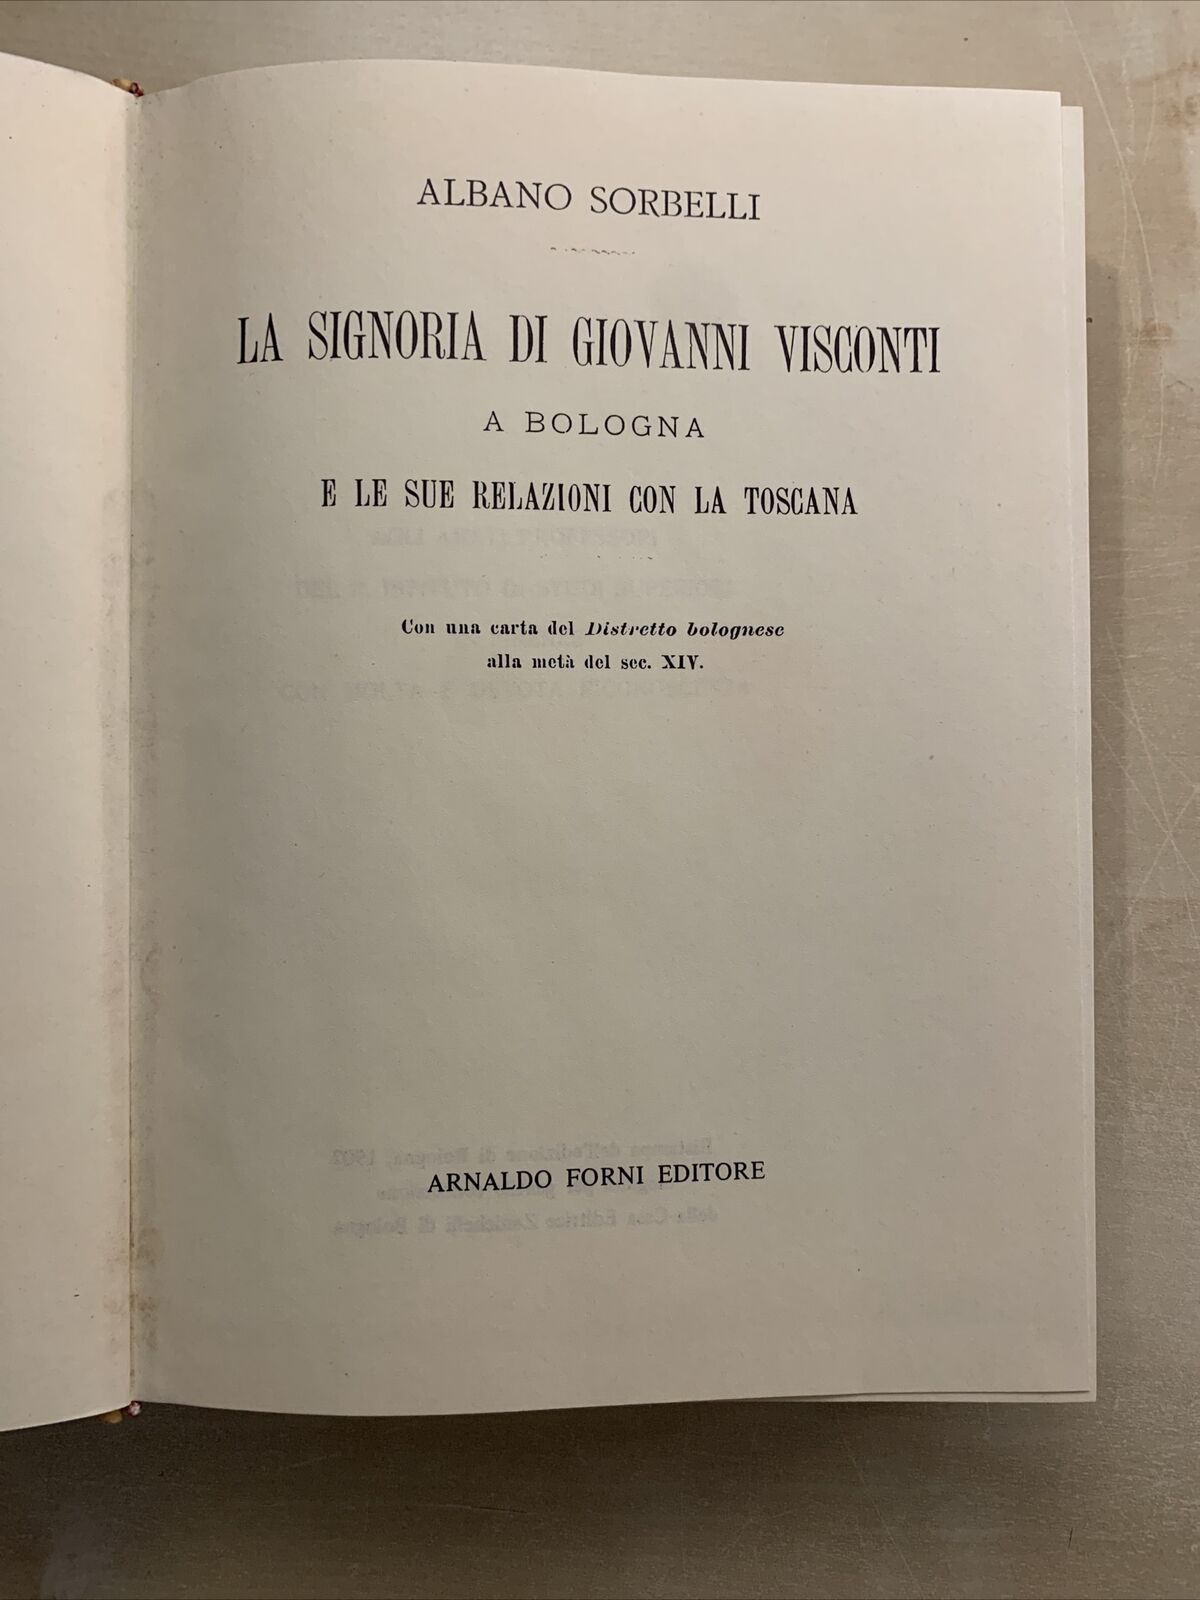 ALBANO SORBELLI
LA SIGNORIA DI GIOVANNI VISCONTI
A BOLOGNA
E LE SUE RELAZIONI CON LA TOSCANA
Con una carta del Distretto bolognese
alla metà del sec. XIV.
ARNALDO FORNI EDITORE